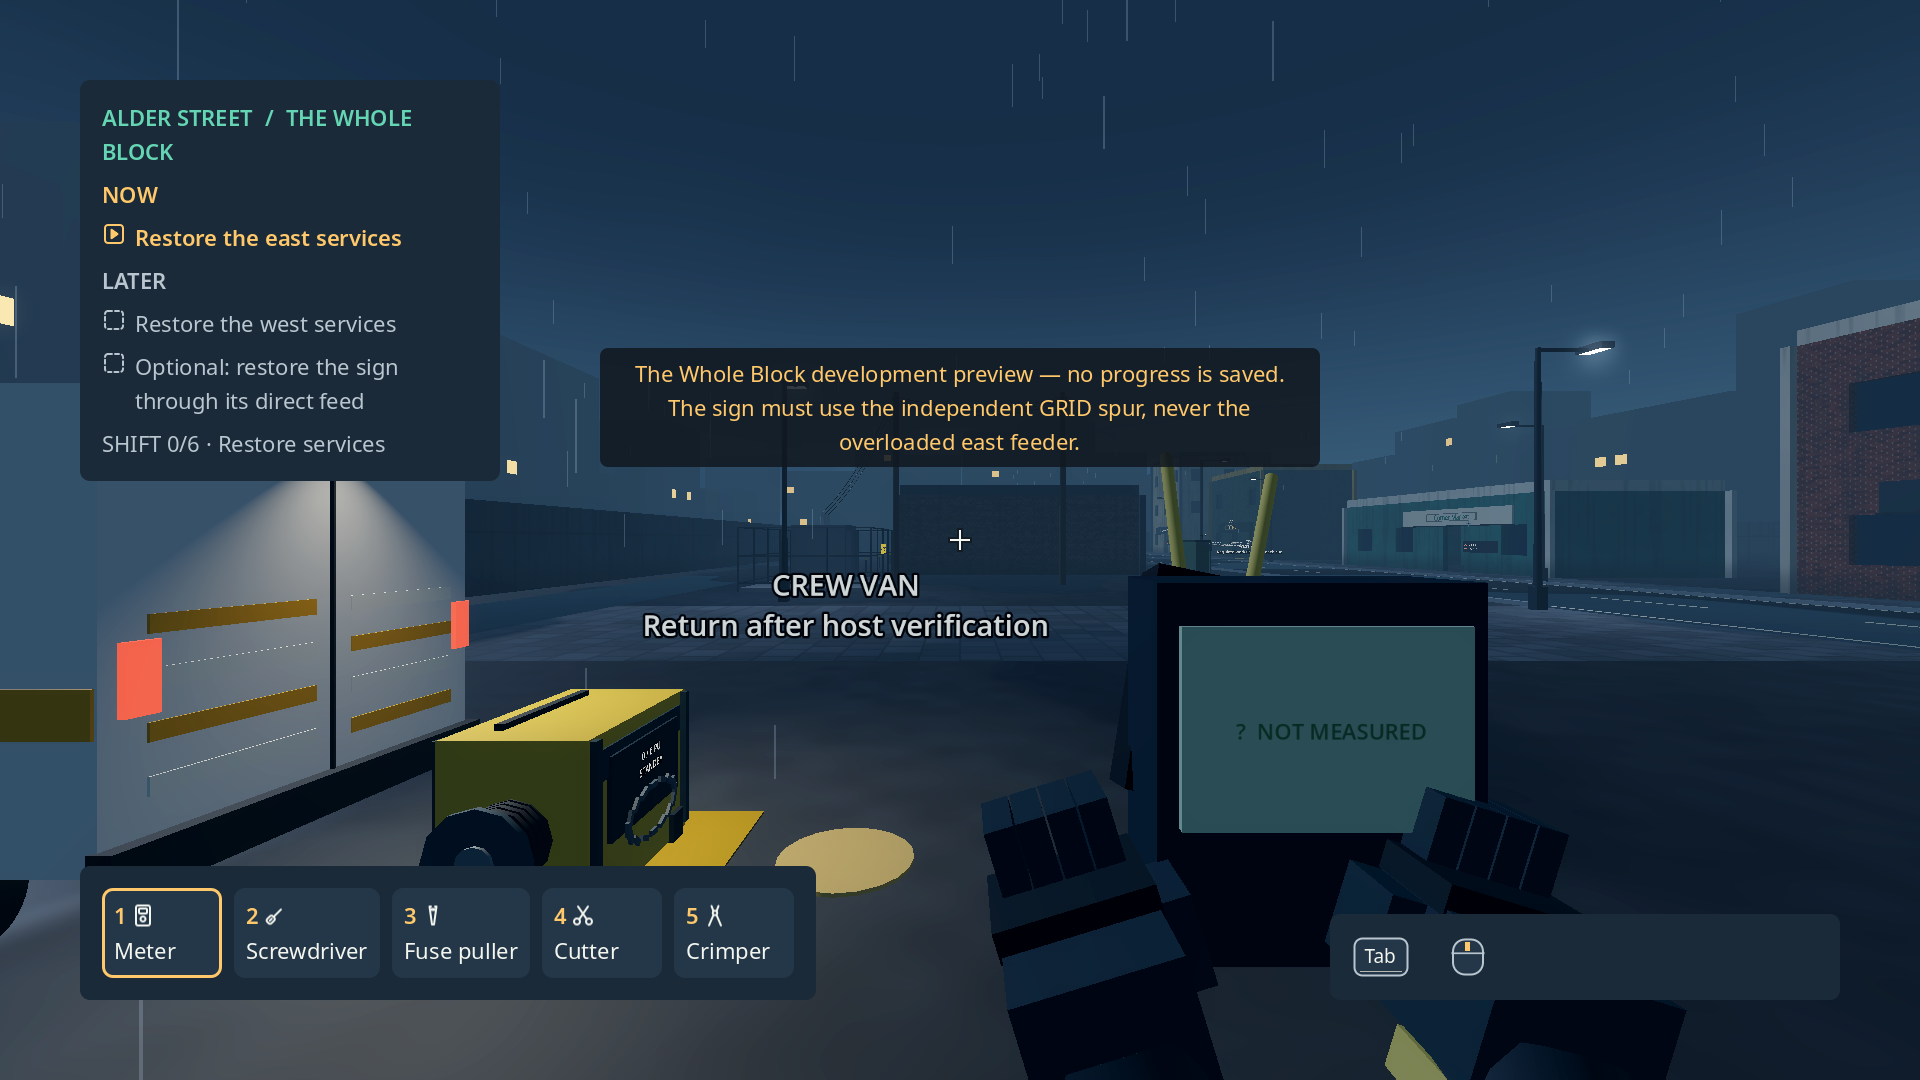 ALDER STREET / THE WHOLE
BLOCK
NOW
Restore the east services
LATER
Restore the west services
Optional: restore the sign
through its direct feed
SHIFT 0/6 · Restore services
The Whole Block development preview — no progress is saved.
The sign must use the independent GRID spur, never the
overloaded east feeder.
CREW VAN
Return after host verification
? NOT MEASURED
1
Meter
2
Screwdriver
3
Fuse puller
4
Cutter
5
Crimper
Tab